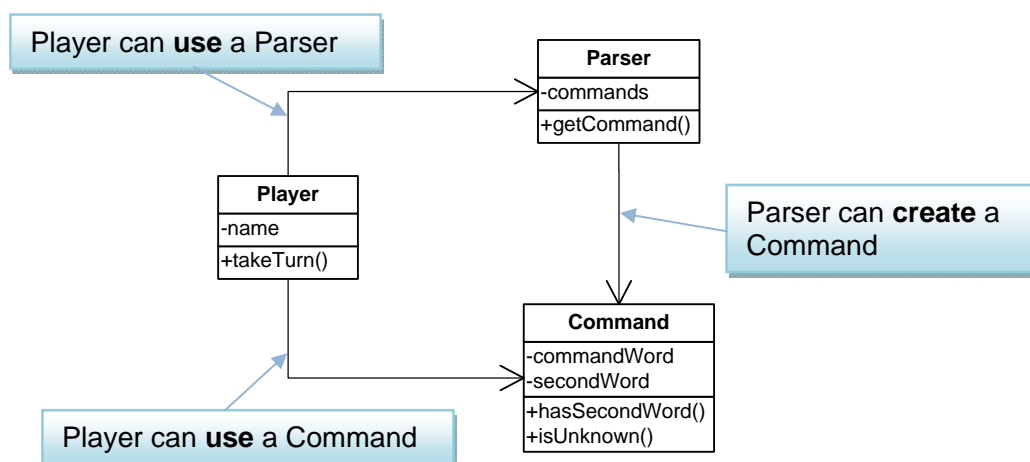 Player can use a Parser
Parser
-commands
+getCommand()
Player
-name
+takeTurn()
Parser can create a
Command
Command
-commandWord
-secondWord
+hasSecondWord()
+isUnknown()
Player can use a Command